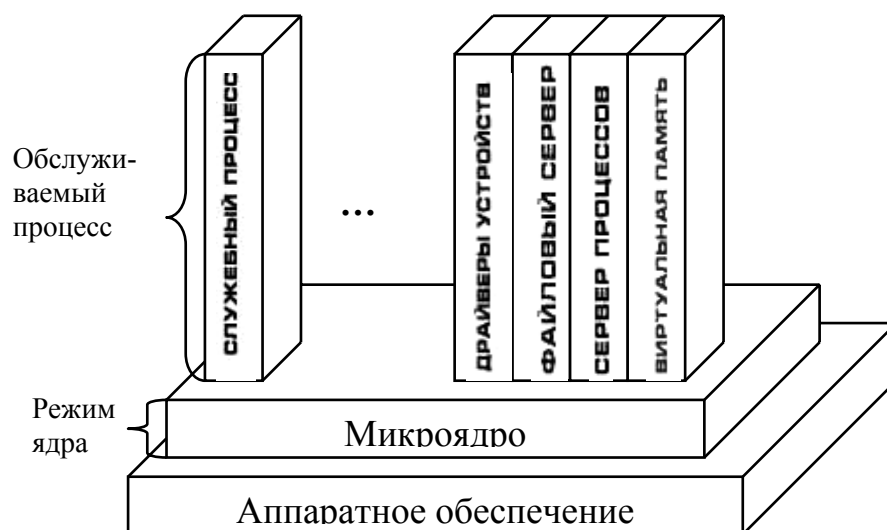 СЛУЖЕБНЫЙ ПРОЦЕСС
ДРАЙВЕРЫ УСТРОЙСТВ
ФАЙЛОВЫЙ СЕРВЕР
СЕРВЕР ПРОЦЕССОВ
ВИРТУАЛЬНАЯ ПАМЯТЬ
Обслужи-
ваемый
процесс
...
Режим
ядра
Микроядро
Аппаратное обеспечение